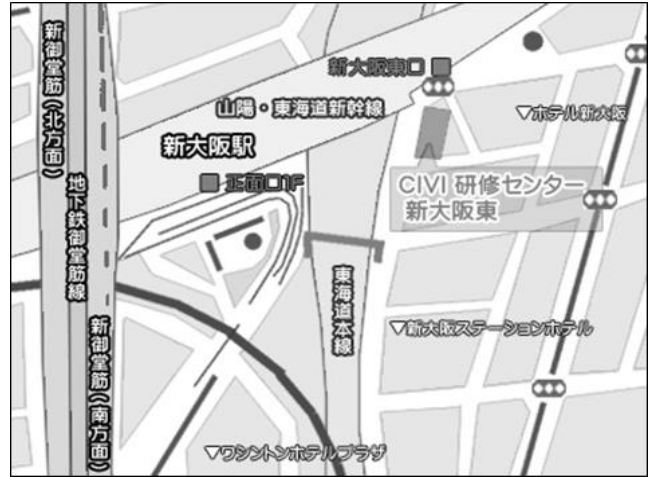 新御堂筋(北方面)
新大阪東口
山陽・東海道新幹線
▼ホテル新大阪
新大阪駅
正面口1F
CIVI 研修センター
新大阪東
地下鉄御堂筋線
東海道本線
新御堂筋(南方面)
▼新大阪ステーションホテル
▼ワシントンホテルプラザ